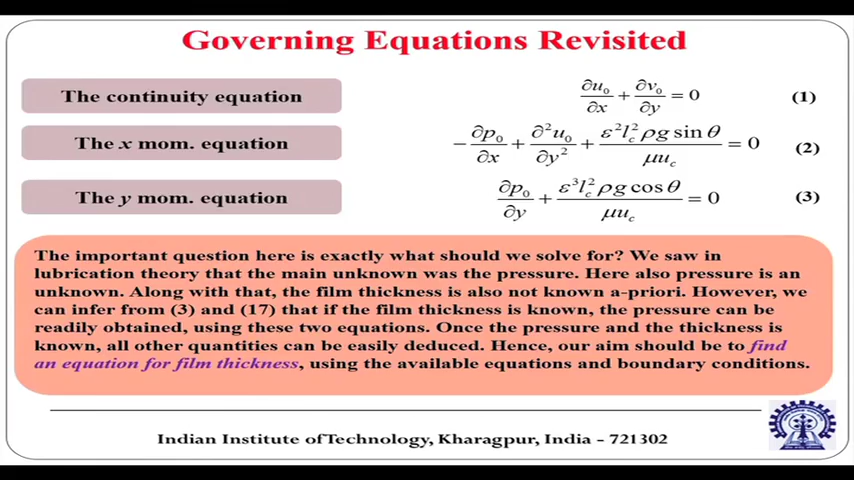 Governing Equations Revisited
The continuity equation
∂u₀/∂x + ∂v₀/∂y = 0 (1)
The x mom. equation
−∂p₀/∂x + ∂²u₀/∂y² + ε²l_c²ρg sin θ/μu_c = 0 (2)
The y mom. equation
∂p₀/∂y + ε³l_c²ρg cos θ/μu_c = 0 (3)
The important question here is exactly what should we solve for? We saw in
lubrication theory that the main unknown was the pressure. Here also pressure is an
unknown. Along with that, the film thickness is also not known a-priori. However, we
can infer from (3) and (17) that if the film thickness is known, the pressure can be
readily obtained, using these two equations. Once the pressure and the thickness is
known, all other quantities can be easily deduced. Hence, our aim should be to find
an equation for film thickness, using the available equations and boundary conditions.
Indian Institute of Technology, Kharagpur, India - 721302